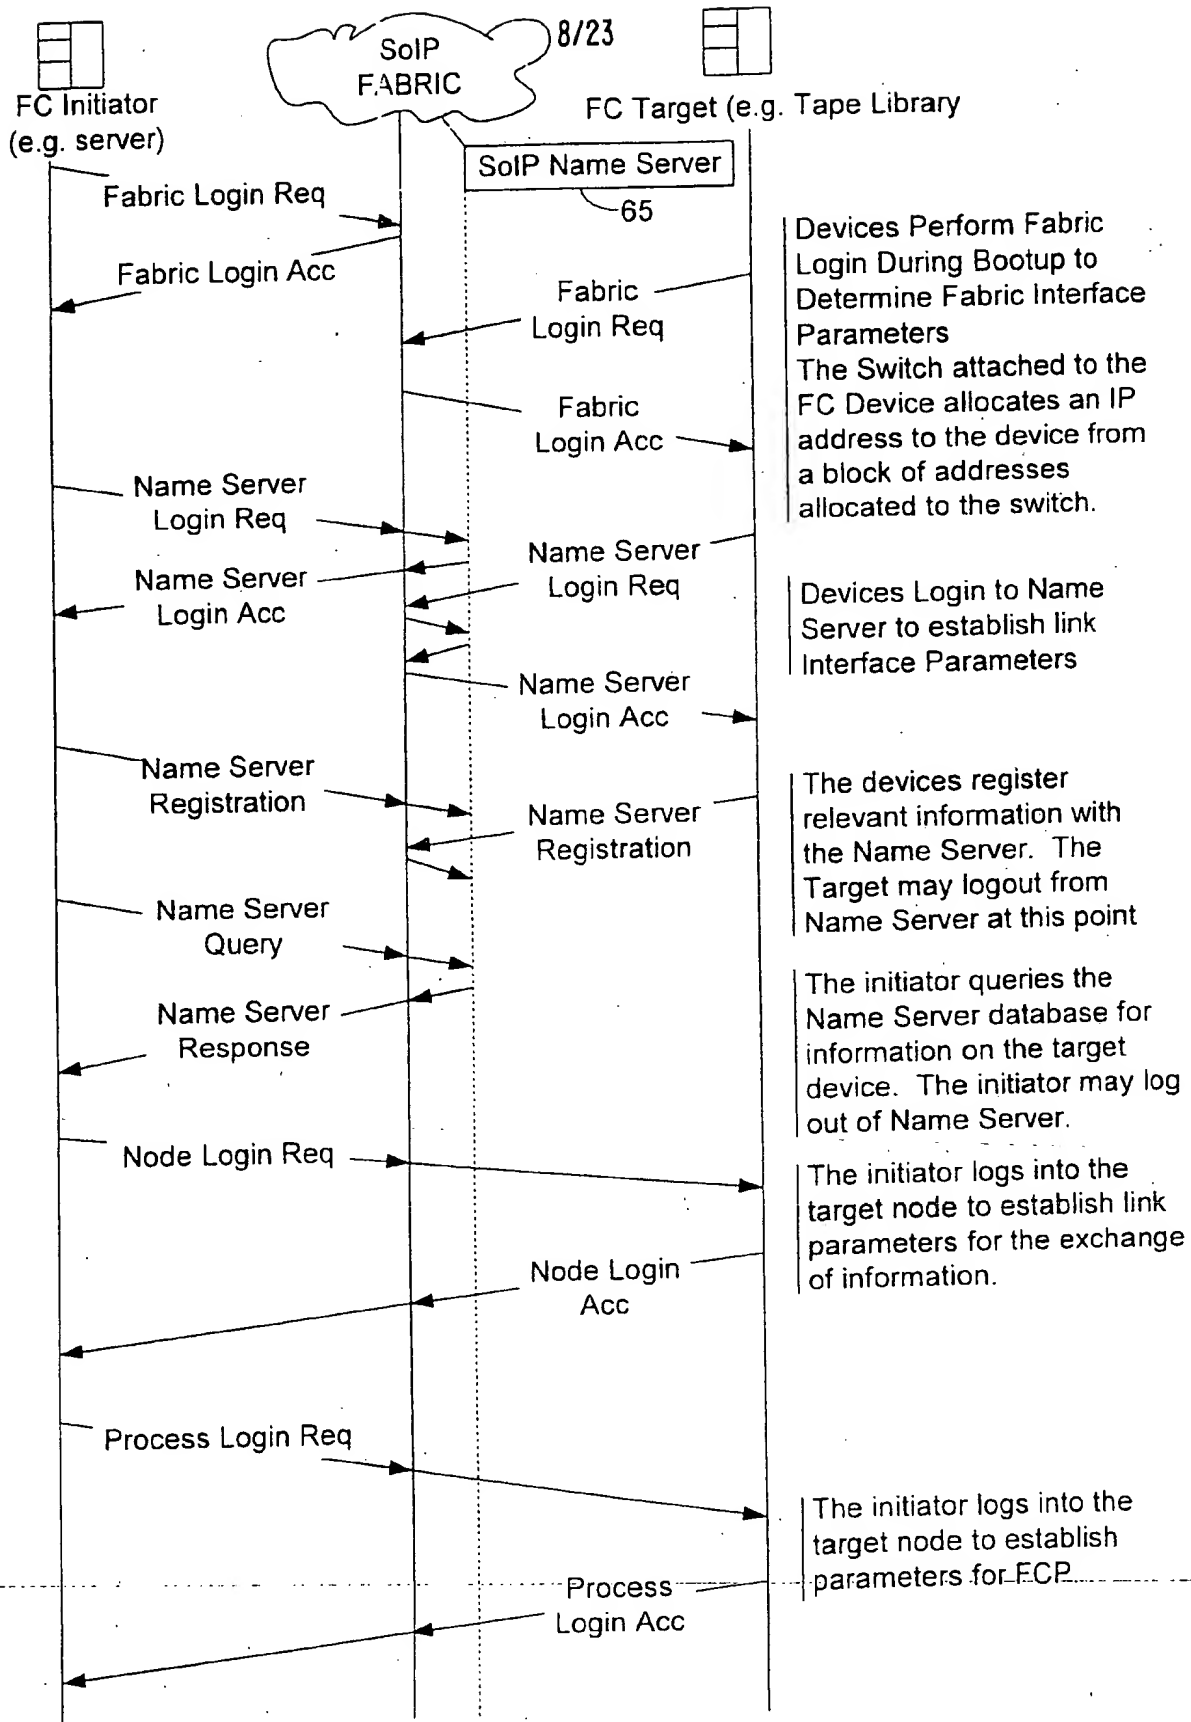 8/23
SoIP
FABRIC
FC Initiator
(e.g. server)
FC Target (e.g. Tape Library
SoIP Name Server
65
Fabric Login Req
Fabric Login Acc
Fabric
Login Req
Fabric
Login Acc
Devices Perform Fabric
Login During Bootup to
Determine Fabric Interface
Parameters
The Switch attached to the
FC Device allocates an IP
address to the device from
a block of addresses
allocated to the switch.
Name Server
Login Req
Name Server
Login Acc
Name Server
Login Req
Name Server
Login Acc
Devices Login to Name
Server to establish link
Interface Parameters
Name Server
Registration
Name Server
Registration
The devices register
relevant information with
the Name Server. The
Target may logout from
Name Server at this point
Name Server
Query
Name Server
Response
The initiator queries the
Name Server database for
information on the target
device. The initiator may log
out of Name Server.
Node Login Req
Node Login
Acc
The initiator logs into the
target node to establish link
parameters for the exchange
of information.
Process Login Req
Process
Login Acc
The initiator logs into the
target node to establish
parameters for FCP